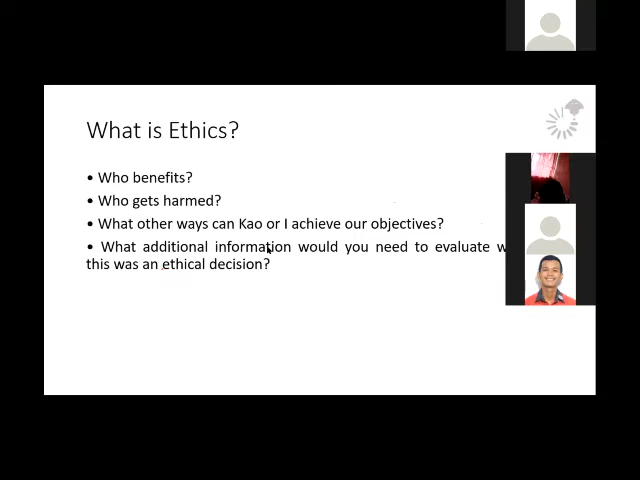 What is Ethics?
• Who benefits?
• Who gets harmed?
• What other ways can Kao or I achieve our objectives?
• What additional information would you need to evaluate
this was an ethical decision?